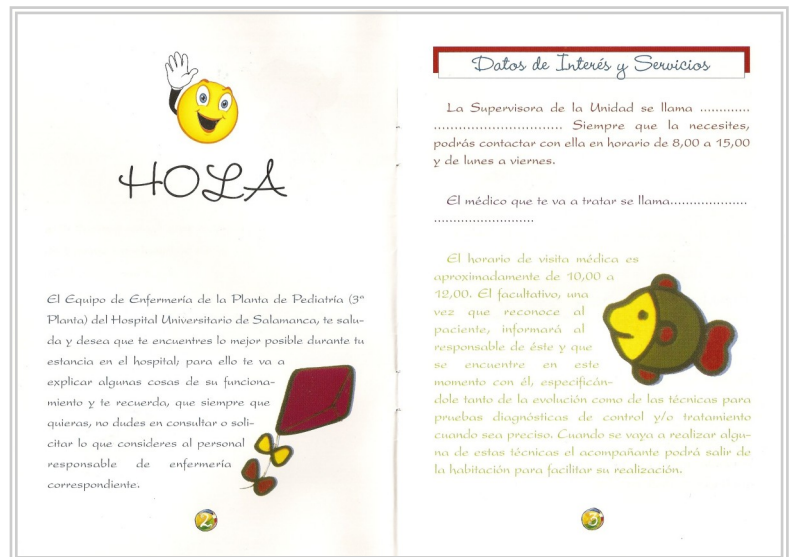 HOLA
El Equipo de Enfermería de la Planta de Pediatría (3ª
Planta) del Hospital Universitario de Salamanca, te salu-
da y desea que te encuentres lo mejor posible durante tu
estancia en el hospital; para ello te va a
explicar algunas cosas de su funciona-
miento y te recuerda, que siempre que
quieras, no dudes en consultar o soli-
citar lo que consideres al personal
responsable de enfermería
correspondiente.
2
Datos de Interés y Servicios
La Supervisora de la Unidad se llama ............
............................... Siempre que la necesites,
podrás contactar con ella en horario de 8,00 a 15,00
y de lunes a viernes.
El médico que te va a tratar se llama...................
.........................
El horario de visita médica es
aproximadamente de 10,00 a
12,00. El facultativo, una
vez que reconoce al
paciente, informará al
responsable de éste y que
se encuentre en este
momento con él, especificán-
dole tanto de la evolución como de las técnicas para
pruebas diagnósticas de control y/o tratamiento
cuando sea preciso. Cuando se vaya a realizar algu-
na de estas técnicas el acompañante podrá salir de
la habitación para facilitar su realización.
3